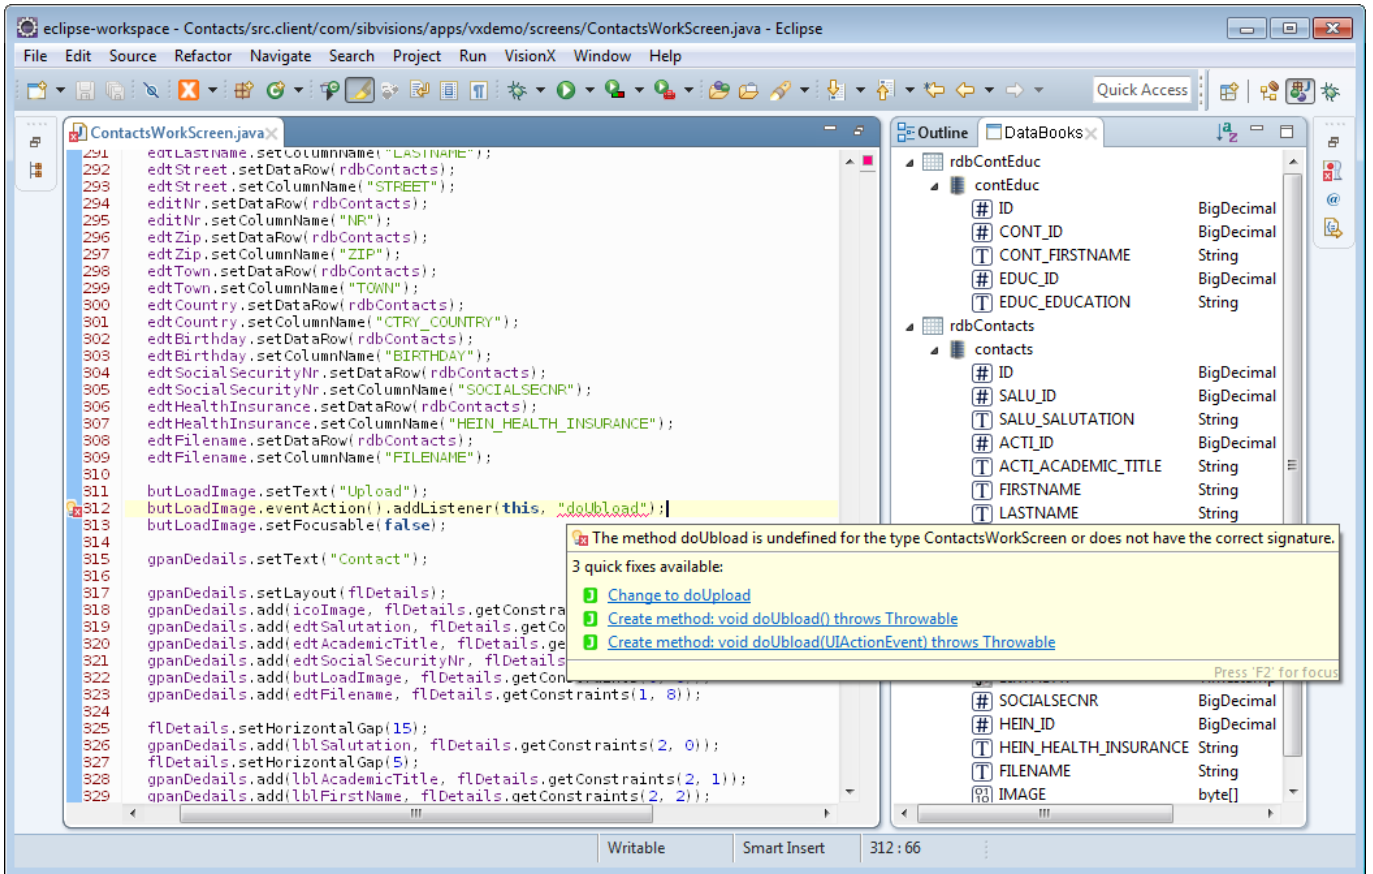 eclipse-workspace - Contacts/src.client/com/sibvisions/apps/vxdemo/screens/ContactsWorkScreen.java - Eclipse
File Edit Source Refactor Navigate Search Project Run VisionX Window Help
Quick Access
ContactsWorkScreen.java
291 edtLastName.setColumnName("LASTNAME");
292 edtStreet.setDataRow(rdbContacts);
293 edtStreet.setColumnName("STREET");
294 editNr.setDataRow(rdbContacts);
295 editNr.setColumnName("NR");
296 edtZip.setDataRow(rdbContacts);
297 edtZip.setColumnName("ZIP");
298 edtTown.setDataRow(rdbContacts);
299 edtTown.setColumnName("TOWN");
300 edtCountry.setDataRow(rdbContacts);
301 edtCountry.setColumnName("CTRY_COUNTRY");
302 edtBirthday.setDataRow(rdbContacts);
303 edtBirthday.setColumnName("BIRTHDAY");
304 edtSocialSecurityNr.setDataRow(rdbContacts);
305 edtSocialSecurityNr.setColumnName("SOCIALSECNR");
306 edtHealthInsurance.setDataRow(rdbContacts);
307 edtHealthInsurance.setColumnName("HEIN_HEALTH_INSURANCE");
308 edtFilename.setDataRow(rdbContacts);
309 edtFilename.setColumnName("FILENAME");
310
311 butLoadImage.setText("Upload");
312 butLoadImage.eventAction().addListener(this, "doUbload");
313 butLoadImage.setFocusable(false);
314
315 gpanDedails.setText("Contact");
316
317 gpanDedails.setLayout(flDetails);
318 gpanDedails.add(icoImage, flDetails.getConstra
319 gpanDedails.add(edtSalutation, flDetails.getCo
320 gpanDedails.add(edtAcademicTitle, flDetails.ge
321 gpanDedails.add(edtSocialSecurityNr, flDetails
322 gpanDedails.add(butLoadImage, flDetails.getCon
323 gpanDedails.add(edtFilename, flDetails.getConstraints(1, 8));
324
325 flDetails.setHorizontalGap(15);
326 gpanDedails.add(lblSalutation, flDetails.getConstraints(2, 0));
327 flDetails.setHorizontalGap(5);
328 gpanDedails.add(lblAcademicTitle, flDetails.getConstraints(2, 1));
329 gpanDedails.add(lblFirstName, flDetails.getConstraints(2, 2));
The method doUbload is undefined for the type ContactsWorkScreen or does not have the correct signature.
3 quick fixes available:
Change to doUpload
Create method: void doUbload() throws Throwable
Create method: void doUbload(UIActionEvent) throws Throwable
Press 'F2' for focus
Outline DataBooks
rdbContEduc
contEduc
ID BigDecimal
CONT_ID BigDecimal
CONT_FIRSTNAME String
EDUC_ID BigDecimal
EDUC_EDUCATION String
rdbContacts
contacts
ID BigDecimal
SALU_ID BigDecimal
SALU_SALUTATION String
ACTI_ID BigDecimal
ACTI_ACADEMIC_TITLE String
FIRSTNAME String
LASTNAME String
SOCIALSECNR BigDecimal
HEIN_ID BigDecimal
HEIN_HEALTH_INSURANCE String
FILENAME String
IMAGE byte[]
Writable Smart Insert 312 : 66